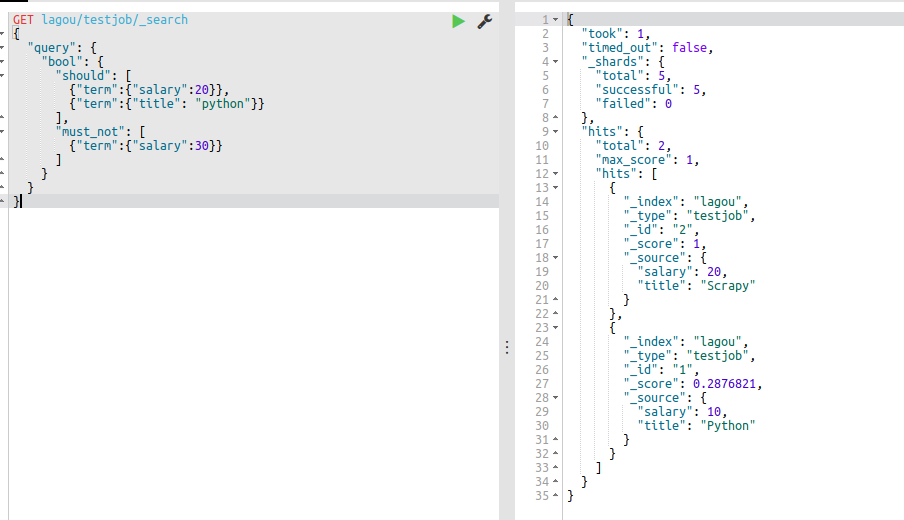 GET lagou/testjob/_search
{
  "query": {
    "bool": {
      "should": [
        {"term":{"salary":20}},
        {"term":{"title": "python"}}
      ],
      "must_not": [
        {"term":{"salary":30}}
      ]
    }
  }
}
1 {
2   "took": 1,
3   "timed_out": false,
4   "_shards": {
5     "total": 5,
6     "successful": 5,
7     "failed": 0
8   },
9   "hits": {
10     "total": 2,
11     "max_score": 1,
12     "hits": [
13       {
14         "_index": "lagou",
15         "_type": "testjob",
16         "_id": "2",
17         "_score": 1,
18         "_source": {
19           "salary": 20,
20           "title": "Scrapy"
21         }
22       },
23       {
24         "_index": "lagou",
25         "_type": "testjob",
26         "_id": "1",
27         "_score": 0.2876821,
28         "_source": {
29           "salary": 10,
30           "title": "Python"
31         }
32       }
33     ]
34   }
35 }